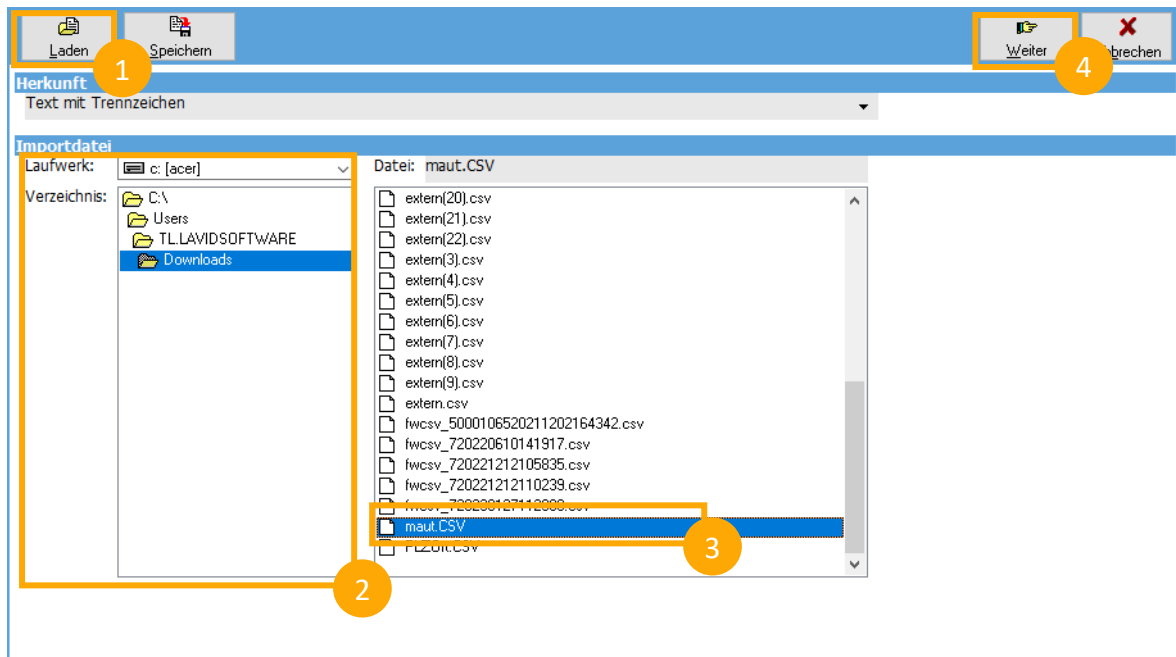 Laden
Speichern
Weiter
bbrechen
1
4
Herkunft
Text mit Trennzeichen
Importdatei
Laufwerk:
c: [acer]
Datei: maut.CSV
Verzeichnis:
C:\
Users
TL.LAVIDSOFTWARE
Downloads
extern(20).csv
extern(21).csv
extern(22).csv
extern(3).csv
extern(4).csv
extern(5).csv
extern(6).csv
extern(7).csv
extern(8).csv
extern(9).csv
extern.csv
fwcsv_5000106520211202164342.csv
fwcsv_720220610141917.csv
fwcsv_720221212105835.csv
fwcsv_720221212110239.csv
maut.CSV
3
2